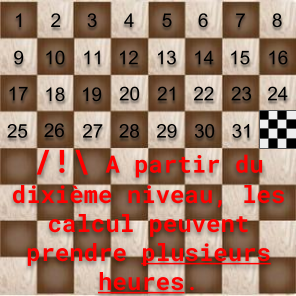 1 2 3 4 5 6 7 8
9 10 11 12 13 14 15 16
17 18 19 20 21 22 23 24
25 26 27 28 29 30 31
/!\ A partir du
dixième niveau, les
calcul peuvent
prendre plusieurs
heures